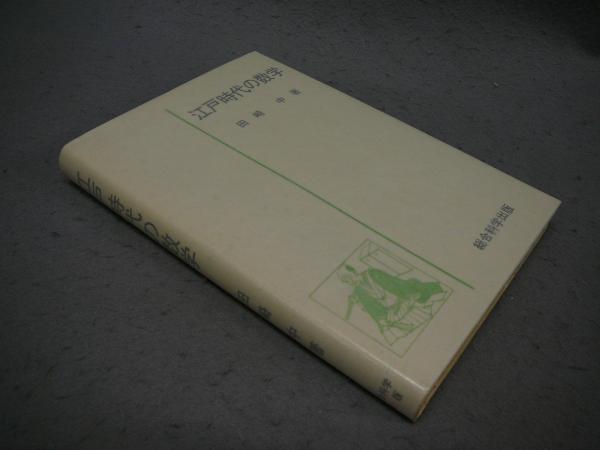 江戸時代の数学
田崎 中 著
総合科学出版
江戸時代の数学
田崎 中 著